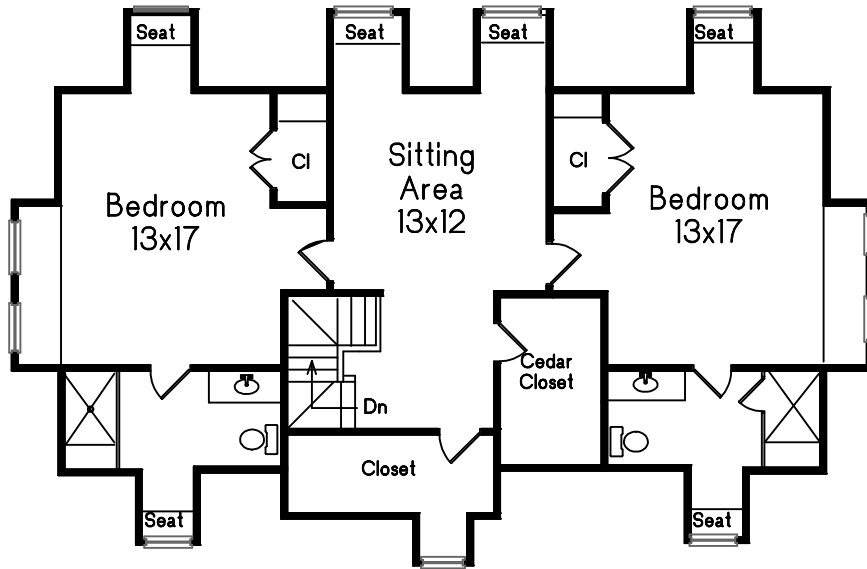 Seat
Seat
Seat
Seat
Cl
Cl
Sitting
Area
13x12
Bedroom
13x17
Bedroom
13x17
Cedar
Closet
Dn
Closet
Seat
Seat